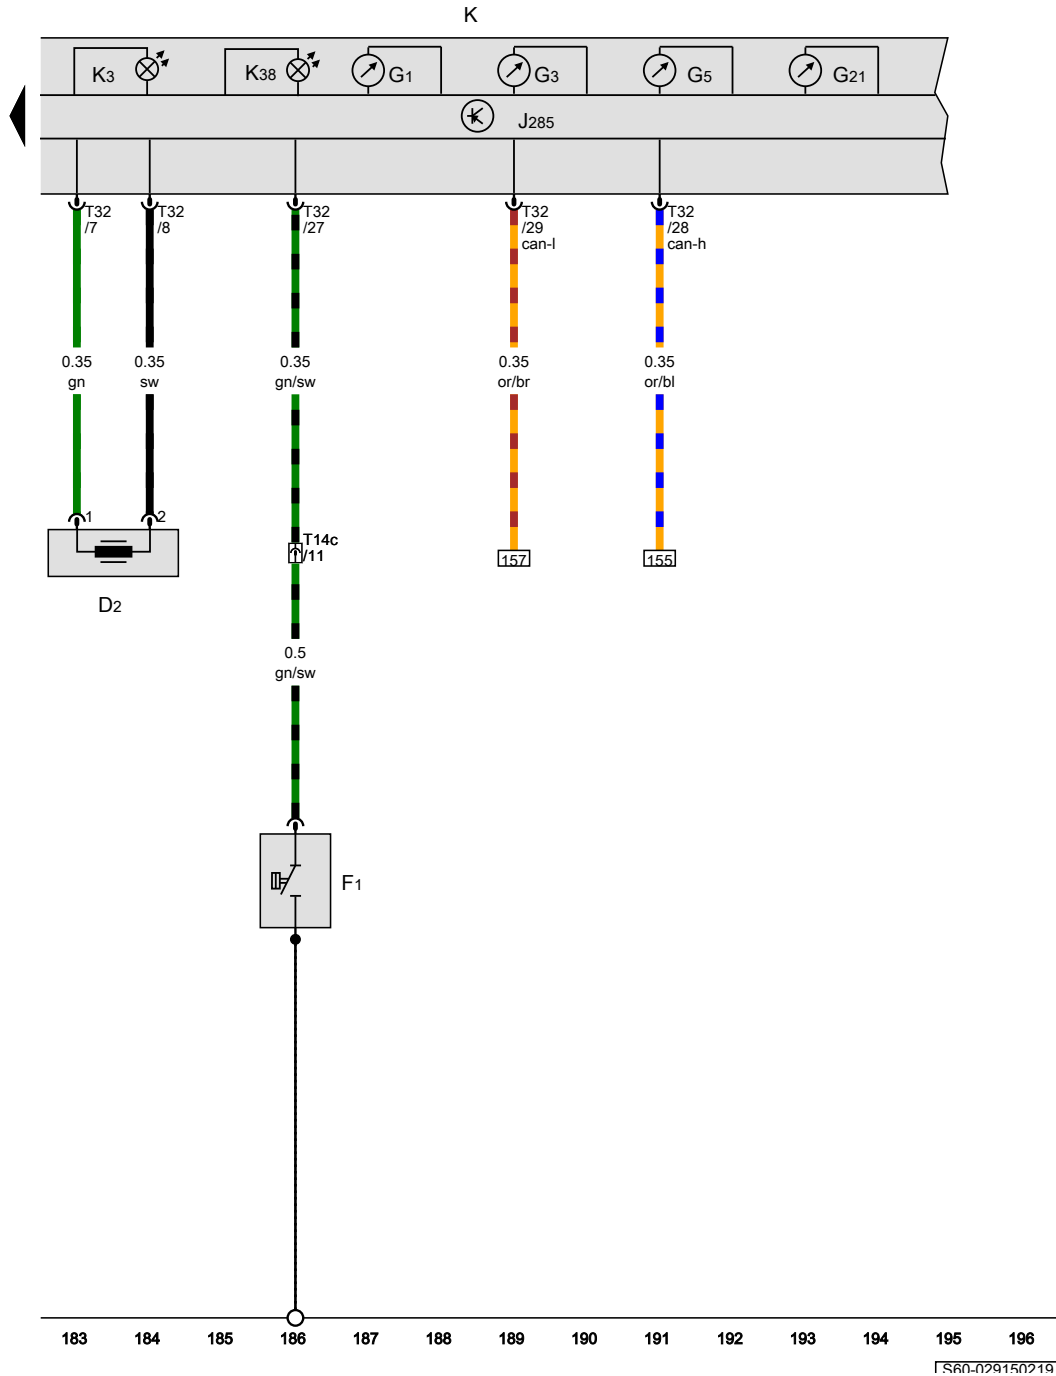 K
K3
K38
G1
G3
G5
G21
J285
T32
/7
T32
/8
T32
/27
T32
/29
can-l
T32
/28
can-h
0.35
gn
0.35
sw
0.35
gn/sw
0.35
or/br
0.35
or/bl
1
2
T14c
/11
157
155
D2
0.5
gn/sw
F1
183 184 185 186 187 188 189 190 191 192 193 194 195 196
S60-029150219